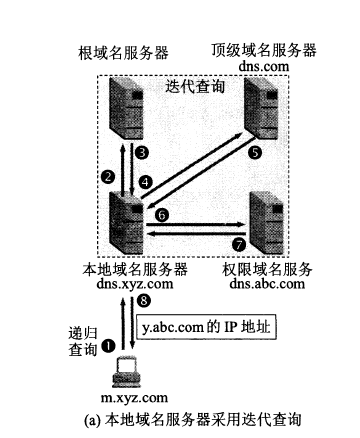 根域名服务器
顶级域名服务器
dns.com
迭代查询
❸
❷
❹
❺
❻
❼
本地域名服务器
dns.xyz.com
权限域名服务
dns.abc.com
❽
y.abc.com的 IP 地址
递归
查询
❶
m.xyz.com
(a) 本地域名服务器采用迭代查询